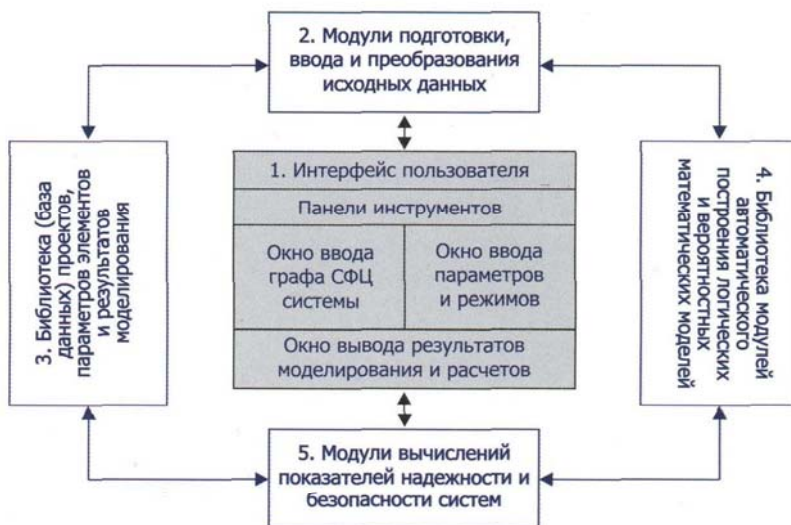 2. Модули подготовки,
ввода и преобразования
исходных данных
3. Библиотека (база
данных) проектов,
параметров элементов
и результатов
моделирования
1. Интерфейс пользователя
Панели инструментов
Окно ввода
графа СФЦ
системы
Окно ввода
параметров
и режимов
Окно вывода результатов
моделирования и расчетов
4. Библиотека модулей
автоматического
построения логических
и вероятностных
математических моделей
5. Модули вычислений
показателей надежности и
безопасности систем